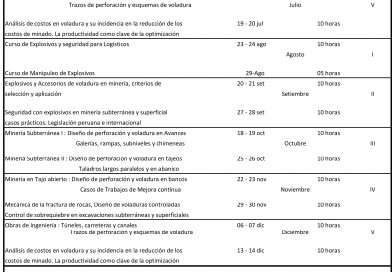 Trazos de perforación y esquemas de voladura Julio V
Análisis de costos en voladura y su incidencia en la reducción de los 19 - 20 jul 10 horas
costos de minado. La productividad como clave de la optimización
Curso de Explosivos y seguridad para Logísticos 23 - 24 ago 10 horas
Agosto I
Curso de Manipuleo de Explosivos 29-Ago 05 horas
Explosivos y Accesorios de voladura en minería, criterios de 20 - 21 set 10 horas
selección y aplicación Setiembre II
Seguridad con explosivos en minería subterránea y superficial 27 - 28 set 10 horas
casos prácticos. Legislación peruana e internacional
Minería Subterránea I : Diseño de perforación y voladura en Avances 18 - 19 oct 10 horas
Galerías, rampas, subniveles y chimeneas Octubre III
Minería Subterránea II : Diseño de perforación y voladura en tajeos 25 - 26 oct 10 horas
Taladros largos paralelos y en abanico
Minería en Tajo abierto : Diseño de perforación y voladura en bancos 22 - 23 nov 10 horas
Casos de Trabajos de Mejora continua Noviembre IV
Mecánica de la fractura de rocas, Diseño de voladuras controladas 29 - 30 nov 10 horas
Control de sobrequiebre en excavaciones subterráneas y superficiales
Obras de Ingeniería : Túneles, carreteras y canales 06 - 07 dic 10 horas
Trazos de perforación y esquemas de voladura Diciembre V
Análisis de costos en voladura y su incidencia en la reducción de los 13 - 14 dic 10 horas
costos de minado. La productividad como clave de la optimización